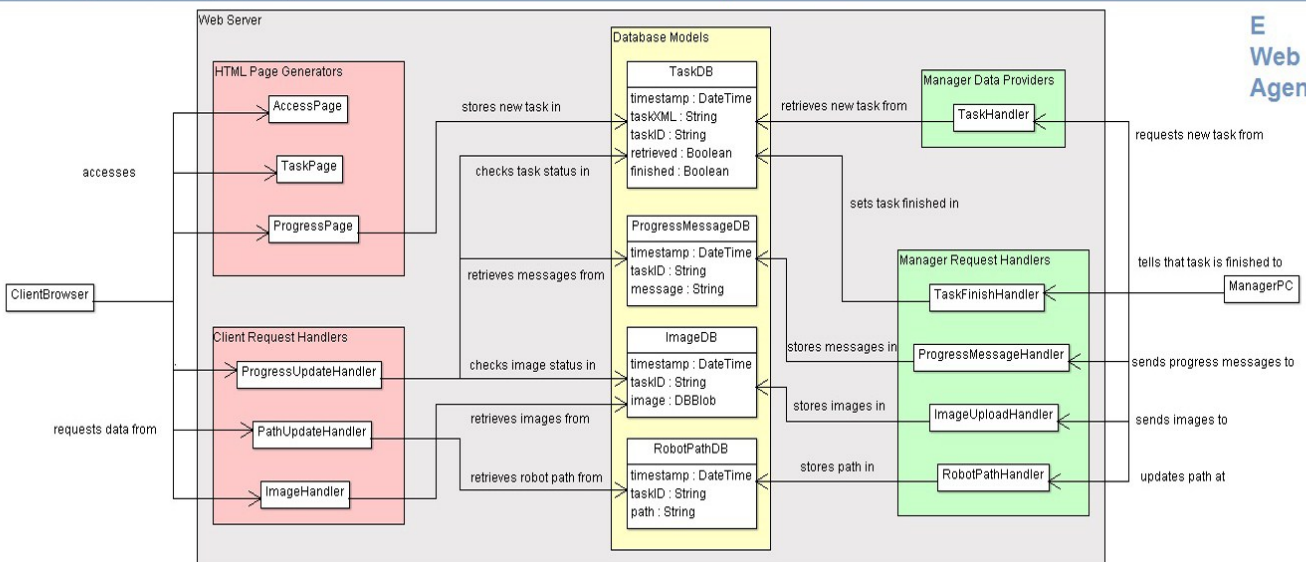 Web Server
E
Web
Agen
Database Models
HTML Page Generators
AccessPage
TaskPage
ProgressPage
accesses
ClientBrowser
requests data from
Client Request Handlers
ProgressUpdateHandler
PathUpdateHandler
ImageHandler
stores new task in
checks task status in
retrieves messages from
checks image status in
retrieves images from
retrieves robot path from
TaskDB
timestamp : DateTime
taskXML : String
taskID : String
retrieved : Boolean
finished : Boolean
ProgressMessageDB
timestamp : DateTime
taskID : String
message : String
ImageDB
timestamp : DateTime
taskID : String
image : DBBlob
RobotPathDB
timestamp : DateTime
taskID : String
path : String
retrieves new task from
sets task finished in
stores messages in
stores images in
stores path in
Manager Data Providers
TaskHandler
Manager Request Handlers
TaskFinishHandler
ProgressMessageHandler
ImageUploadHandler
RobotPathHandler
requests new task from
tells that task is finished to
ManagerPC
sends progress messages to
sends images to
updates path at